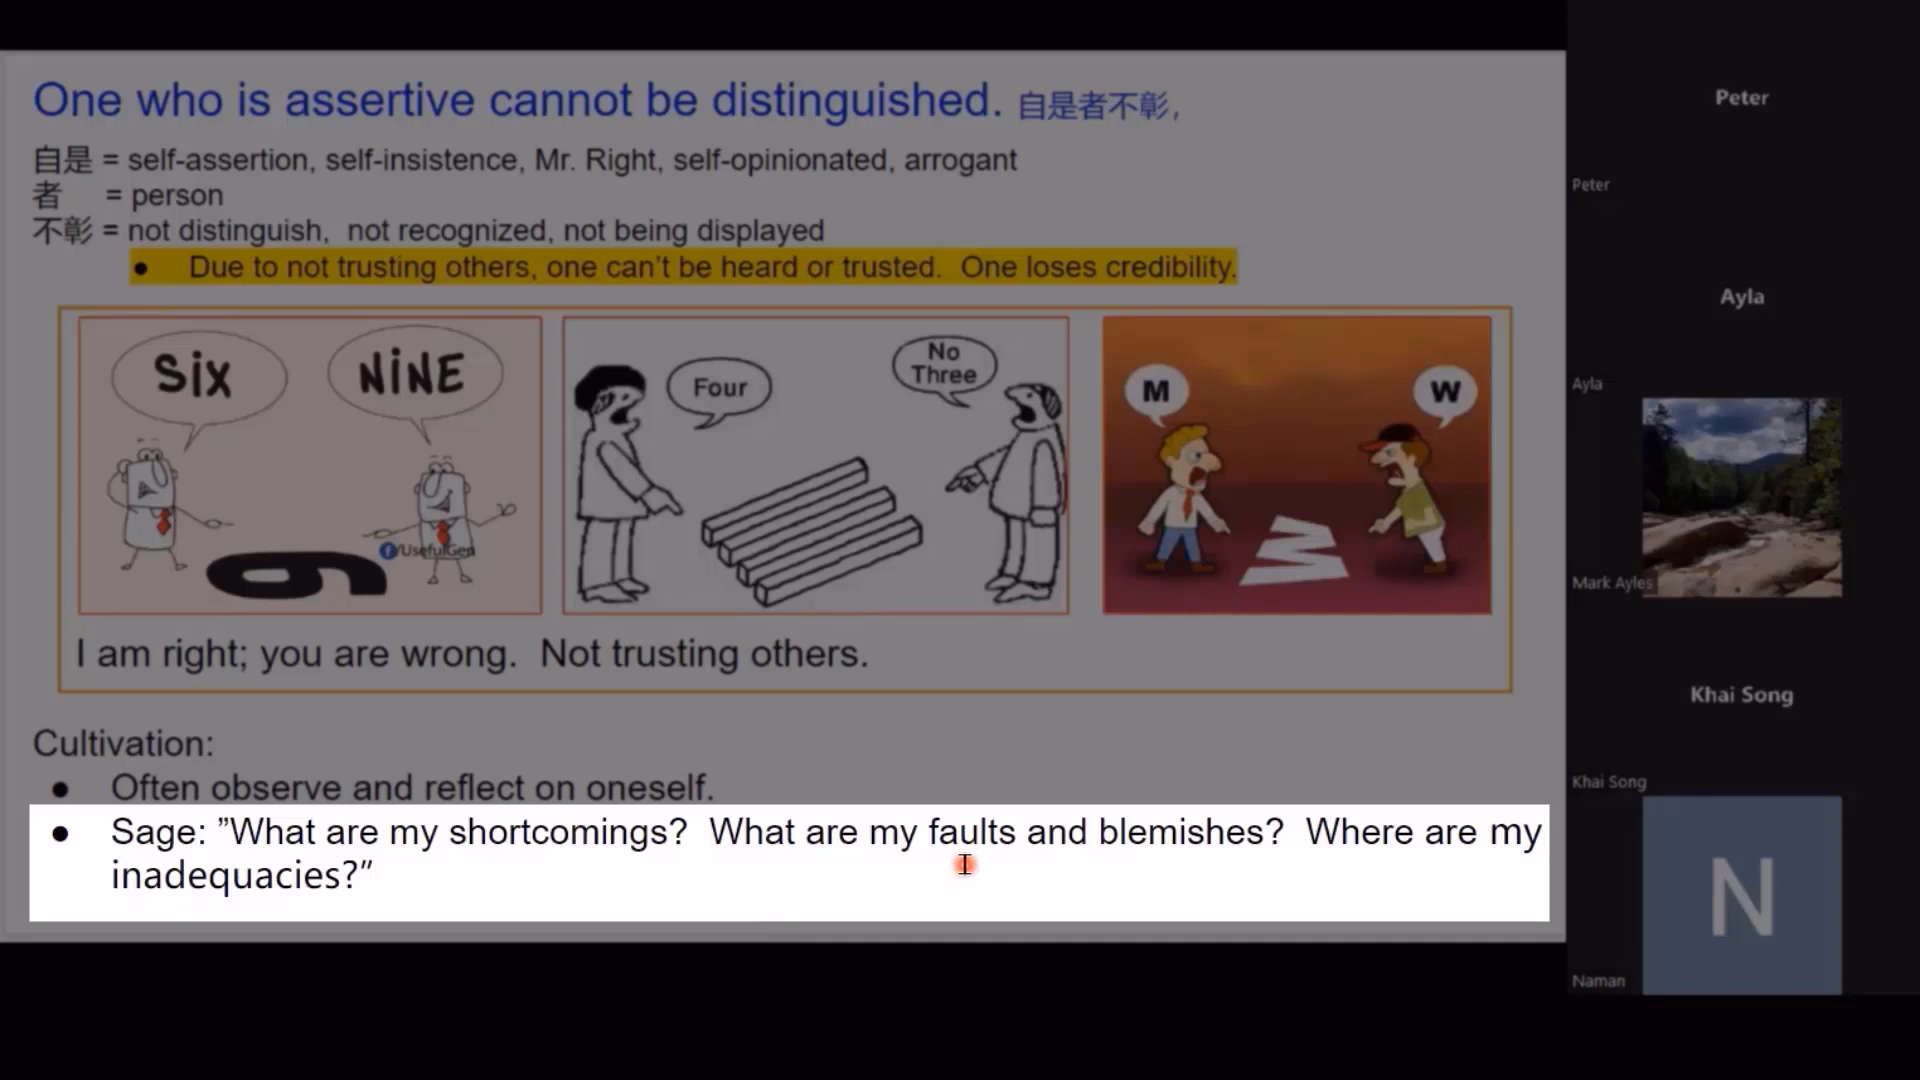 One who is assertive cannot be distinguished. 自是者不彰,
自是 = self-assertion, self-insistence, Mr. Right, self-opinionated, arrogant
者 = person
不彰 = not distinguish, not recognized, not being displayed
● Due to not trusting others, one can't be heard or trusted. One loses credibility.
SiX
NiNE
/UsefulGen
6
Four
No
Three
M
W
I am right; you are wrong. Not trusting others.
Cultivation:
● Often observe and reflect on oneself.
● Sage: ”What are my shortcomings? What are my faults and blemishes? Where are my
inadequacies?”
Peter
Peter
Ayla
Ayla
Mark Ayles
Khai Song
Khai Song
N
Naman